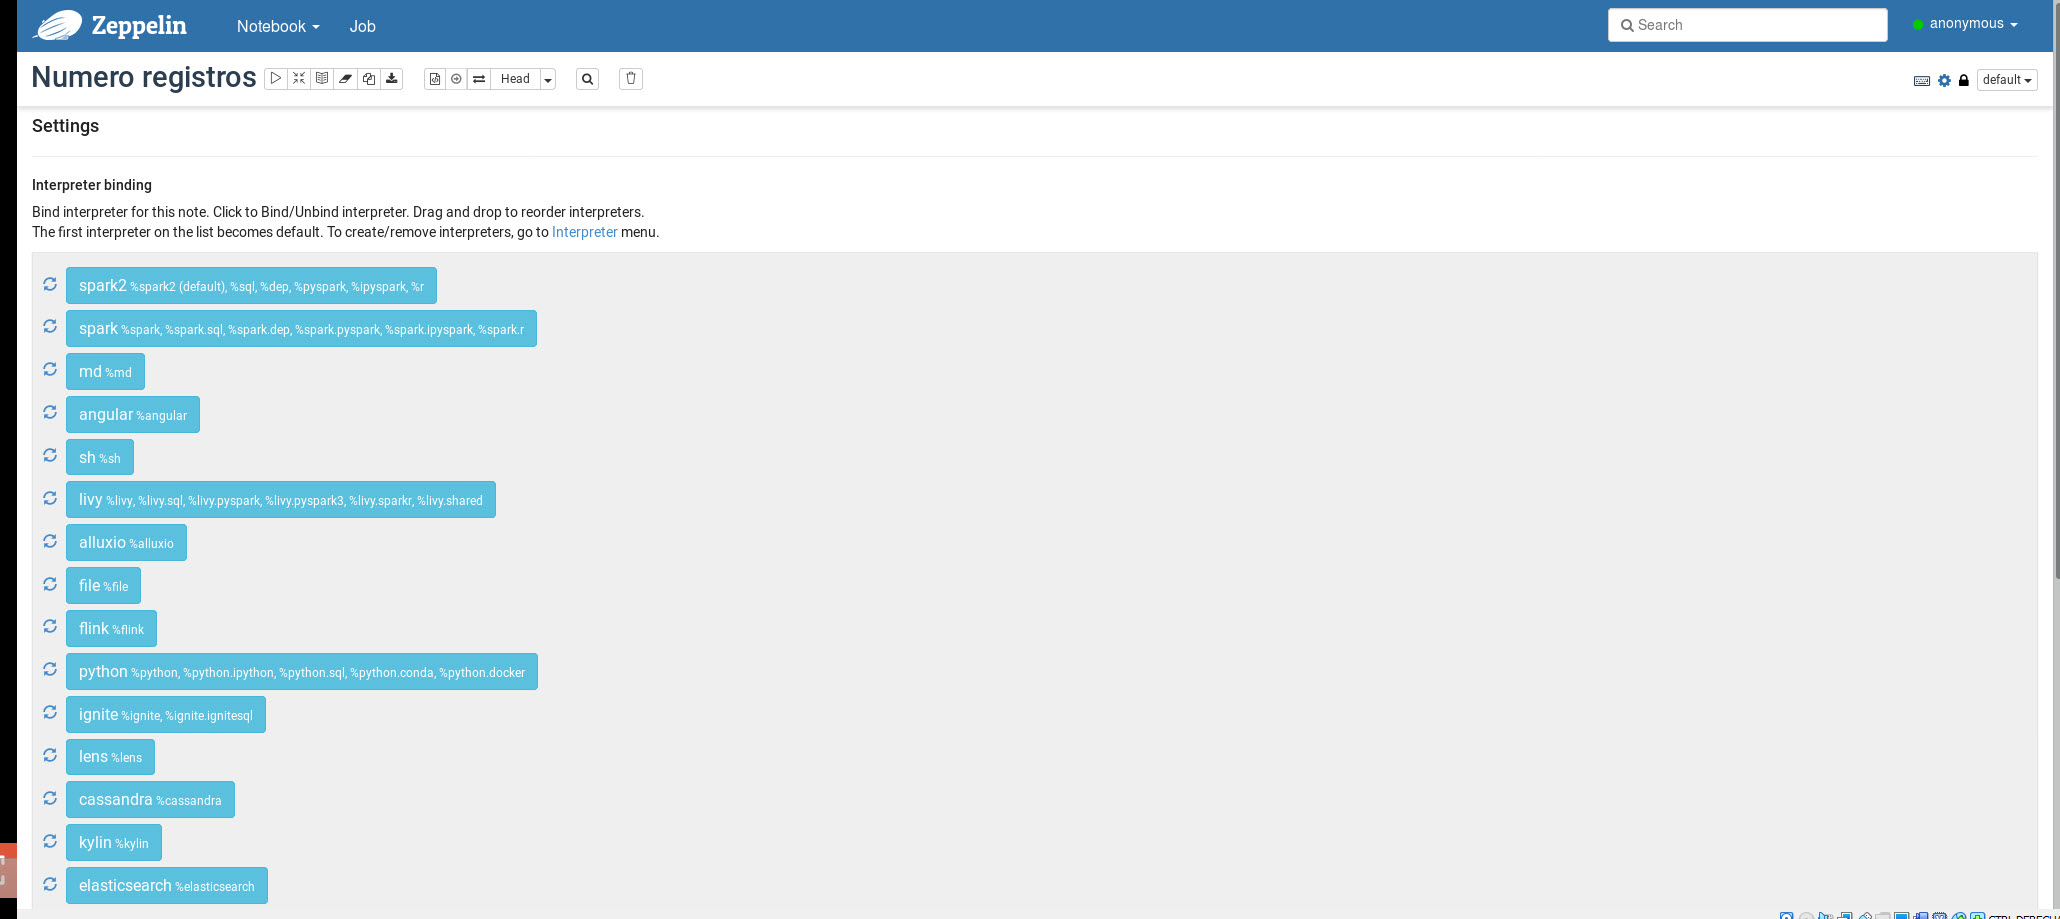 Zeppelin Notebook Job Search anonymous
Numero registros Head default
Settings
Interpreter binding
Bind interpreter for this note. Click to Bind/Unbind interpreter. Drag and drop to reorder interpreters.
The first interpreter on the list becomes default. To create/remove interpreters, go to Interpreter menu.
spark2 %spark2 (default), %sql, %dep, %pyspark, %ipyspark, %r
spark %spark, %spark.sql, %spark.dep, %spark.pyspark, %spark.ipyspark, %spark.r
md %md
angular %angular
sh %sh
livy %livy, %livy.sql, %livy.pyspark, %livy.pyspark3, %livy.sparkr, %livy.shared
alluxio %alluxio
file %file
flink %flink
python %python, %python.ipython, %python.sql, %python.conda, %python.docker
ignite %ignite, %ignite.ignitesql
lens %lens
cassandra %cassandra
kylin %kylin
elasticsearch %elasticsearch